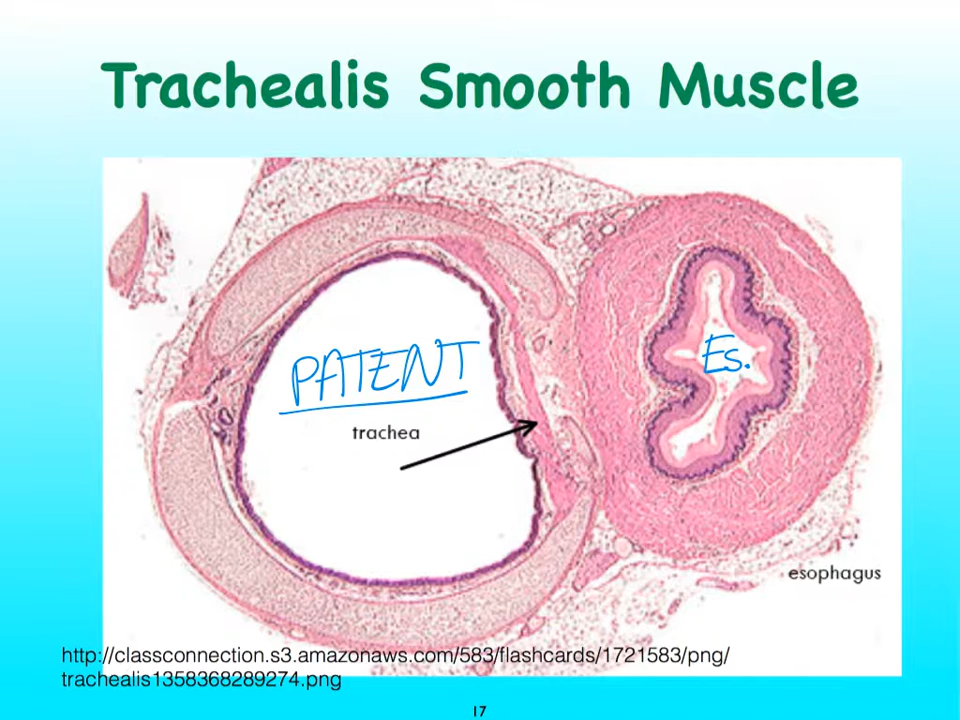 Trachealis Smooth Muscle
PATENT
Es.
trachea
esophagus
http://classconnection.s3.amazonaws.com/583/flashcards/1721583/png/
trachealis1358368289274.png
17